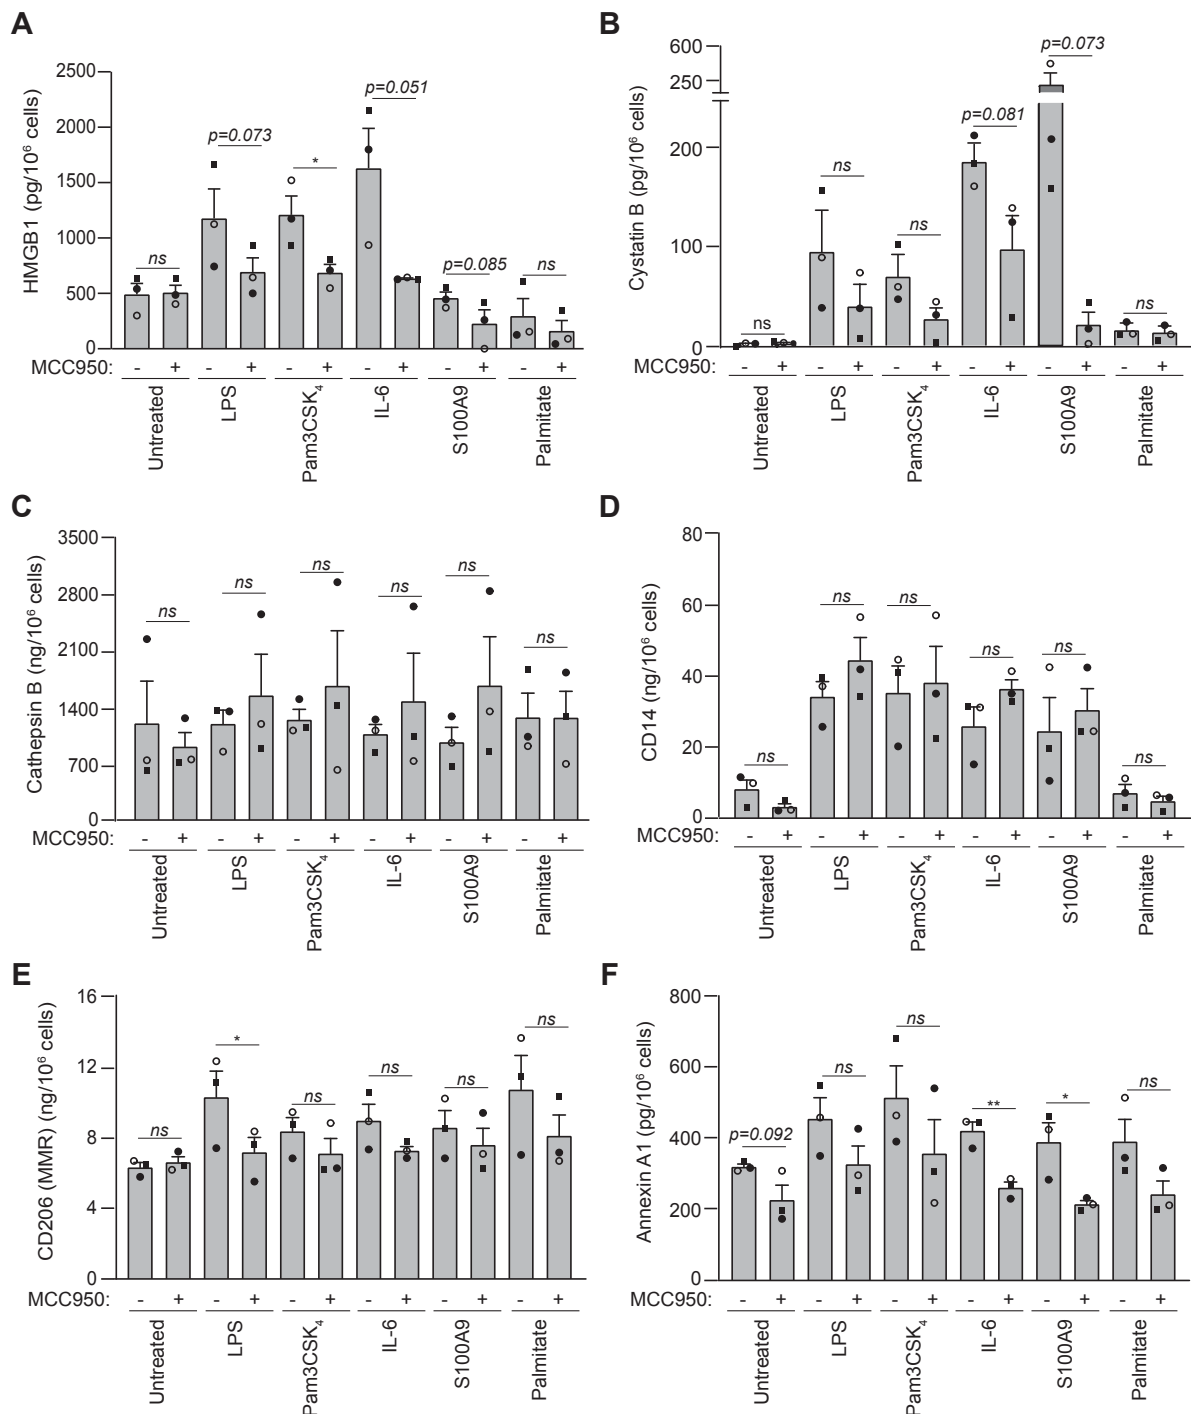 A
HMGB1 (pg/10⁶ cells)
2500
2000
1500
1000
500
0
ns
p=0.073
*
p=0.051
p=0.085
ns
MCC950: - + - + - + - + - + - +
Untreated
LPS
Pam3CSK₄
IL-6
S100A9
Palmitate
B
Cystatin B (pg/10⁶ cells)
600
250
200
100
0
ns
ns
ns
p=0.081
p=0.073
ns
MCC950: - + - + - + - + - + - +
Untreated
LPS
Pam3CSK₄
IL-6
S100A9
Palmitate
C
Cathepsin B (ng/10⁶ cells)
3500
2800
2100
1400
700
0
ns
ns
ns
ns
ns
ns
MCC950: - + - + - + - + - + - +
Untreated
LPS
Pam3CSK₄
IL-6
S100A9
Palmitate
D
CD14 (ng/10⁶ cells)
80
60
40
20
0
ns
ns
ns
ns
ns
ns
MCC950: - + - + - + - + - + - +
Untreated
LPS
Pam3CSK₄
IL-6
S100A9
Palmitate
E
CD206 (MMR) (ng/10⁶ cells)
16
12
8
4
0
ns
*
ns
ns
ns
ns
MCC950: - + - + - + - + - + - +
Untreated
LPS
Pam3CSK₄
IL-6
S100A9
Palmitate
F
Annexin A1 (pg/10⁶ cells)
800
600
400
200
0
p=0.092
ns
ns
**
*
ns
MCC950: - + - + - + - + - + - +
Untreated
LPS
Pam3CSK₄
IL-6
S100A9
Palmitate